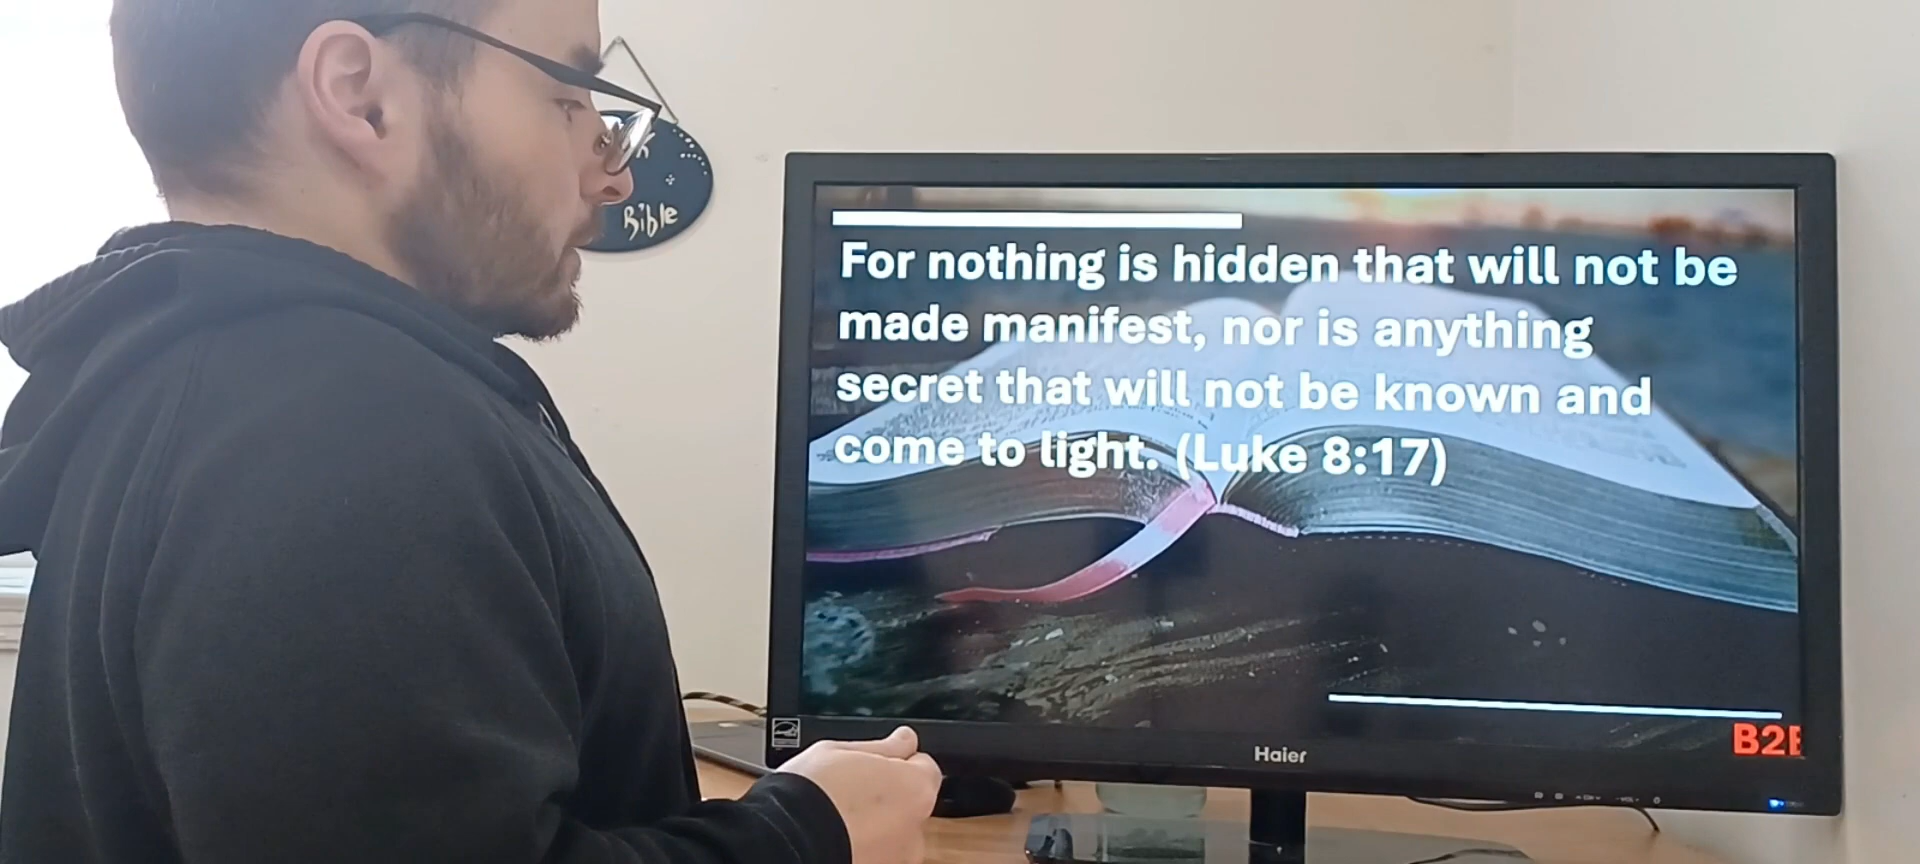 Bible
For nothing is hidden that will not be
made manifest, nor is anything
secret that will not be known and
come to light. (Luke 8:17)
Haier